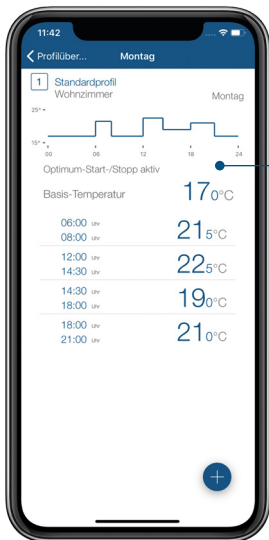 11:42
Profilüber... Montag
1 Standardprofil
Wohnzimmer Montag
25°
15°
00 06 12 18 24
Optimum-Start-/Stopp aktiv
Basis-Temperatur 17,0°C
06:00 Uhr
08:00 Uhr 21,5°C
12:00 Uhr
14:30 Uhr 22,5°C
14:30 Uhr
18:00 Uhr 19,0°C
18:00 Uhr
21:00 Uhr 21,0°C
+